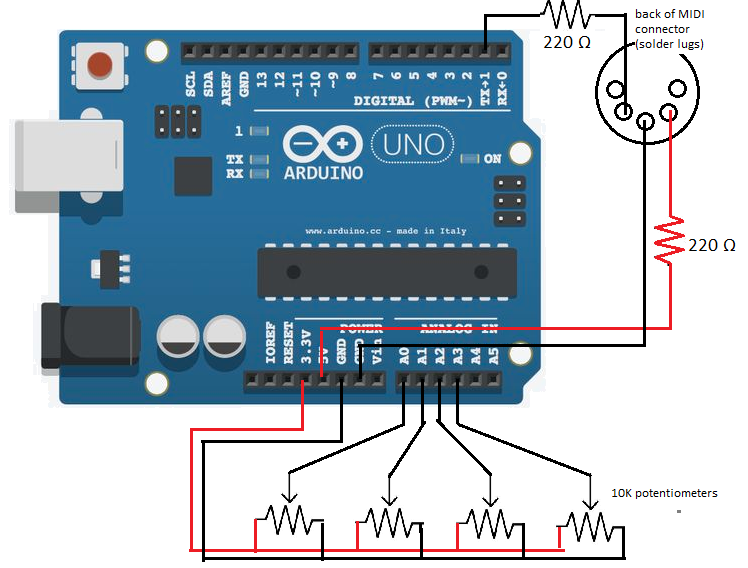 back of MIDI
connector
(solder lugs)
220 Ω
SCL
SDA
AREF
GND
13
12
~11
~10
~9
8
7
6
5
4
3
2
TX→1
RX←0
DIGITAL (PWM~)
1
TX
RX
UNO
ON
ARDUINO
www.arduino.cc - made in Italy
220 Ω
POWER
ANALOG IN
IOREF
RESET
3.3V
5V
GND
GND
Vin
A0
A1
A2
A3
A4
A5
10K potentiometers